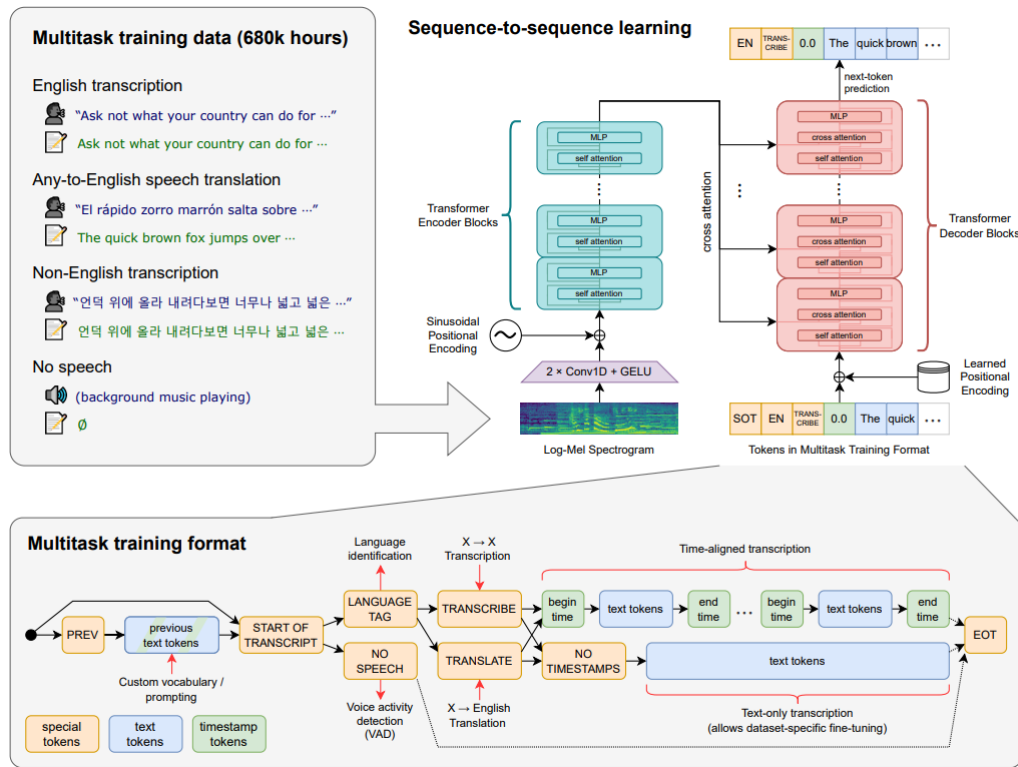 Multitask training data (680k hours)
English transcription
“Ask not what your country can do for ···”
Ask not what your country can do for ···
Any-to-English speech translation
“El rápido zorro marrón salta sobre ···”
The quick brown fox jumps over ···
Non-English transcription
“언덕 위에 올라 내려다보면 너무나 넓고 넓은 ···”
언덕 위에 올라 내려다보면 너무나 넓고 넓은 ···
No speech
(background music playing)
Ø
Sequence-to-sequence learning
EN
TRANS-
CRIBE
0.0
The
quick
brown
···
next-token
prediction
MLP
self attention
MLP
self attention
MLP
self attention
Transformer
Encoder Blocks
cross attention
MLP
cross attention
self attention
MLP
cross attention
self attention
MLP
cross attention
self attention
Transformer
Decoder Blocks
Sinusoidal
Positional
Encoding
2 × Conv1D + GELU
Log-Mel Spectrogram
Learned
Positional
Encoding
SOT
EN
TRANS-
CRIBE
0.0
The
quick
···
Tokens in Multitask Training Format
Multitask training format
Language
identification
X → X
Transcription
Time-aligned transcription
PREV
previous
text tokens
START OF
TRANSCRIPT
LANGUAGE
TAG
TRANSCRIBE
begin
time
text tokens
end
time
···
begin
time
text tokens
end
time
EOT
NO
SPEECH
TRANSLATE
NO
TIMESTAMPS
text tokens
Custom vocabulary /
prompting
Voice activity
detection
(VAD)
X → English
Translation
Text-only transcription
(allows dataset-specific fine-tuning)
special
tokens
text
tokens
timestamp
tokens